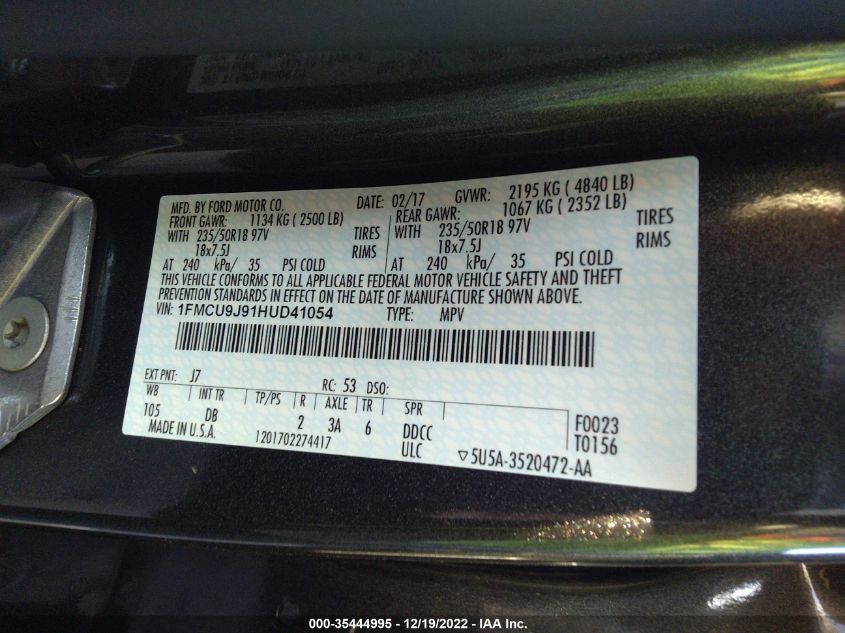 MFD. BY FORD MOTOR CO. DATE: 02/17 GVWR: 2195 KG ( 4840 LB)
FRONT GAWR: 1134 KG ( 2500 LB) REAR GAWR: 1067 KG ( 2352 LB)
WITH 235/50R18 97V TIRES WITH 235/50R18 97V TIRES
18x7.5J RIMS 18x7.5J RIMS
AT 240 kPa/ 35 PSI COLD AT 240 kPa/ 35 PSI COLD
THIS VEHICLE CONFORMS TO ALL APPLICABLE FEDERAL MOTOR VEHICLE SAFETY AND THEFT
PREVENTION STANDARDS IN EFFECT ON THE DATE OF MANUFACTURE SHOWN ABOVE.
VIN: 1FMCU9J91HUD41054 TYPE: MPV
EXT PNT: J7 RC: 53 DSO:
WB INT TR TP/PS R AXLE TR SPR
105 DB 2 3A 6 DDCC F0023
MADE IN U.S.A. 1201702274417 ULC T0156
▽5U5A-3520472-AA
000-35444995 - 12/19/2022 - IAA Inc.